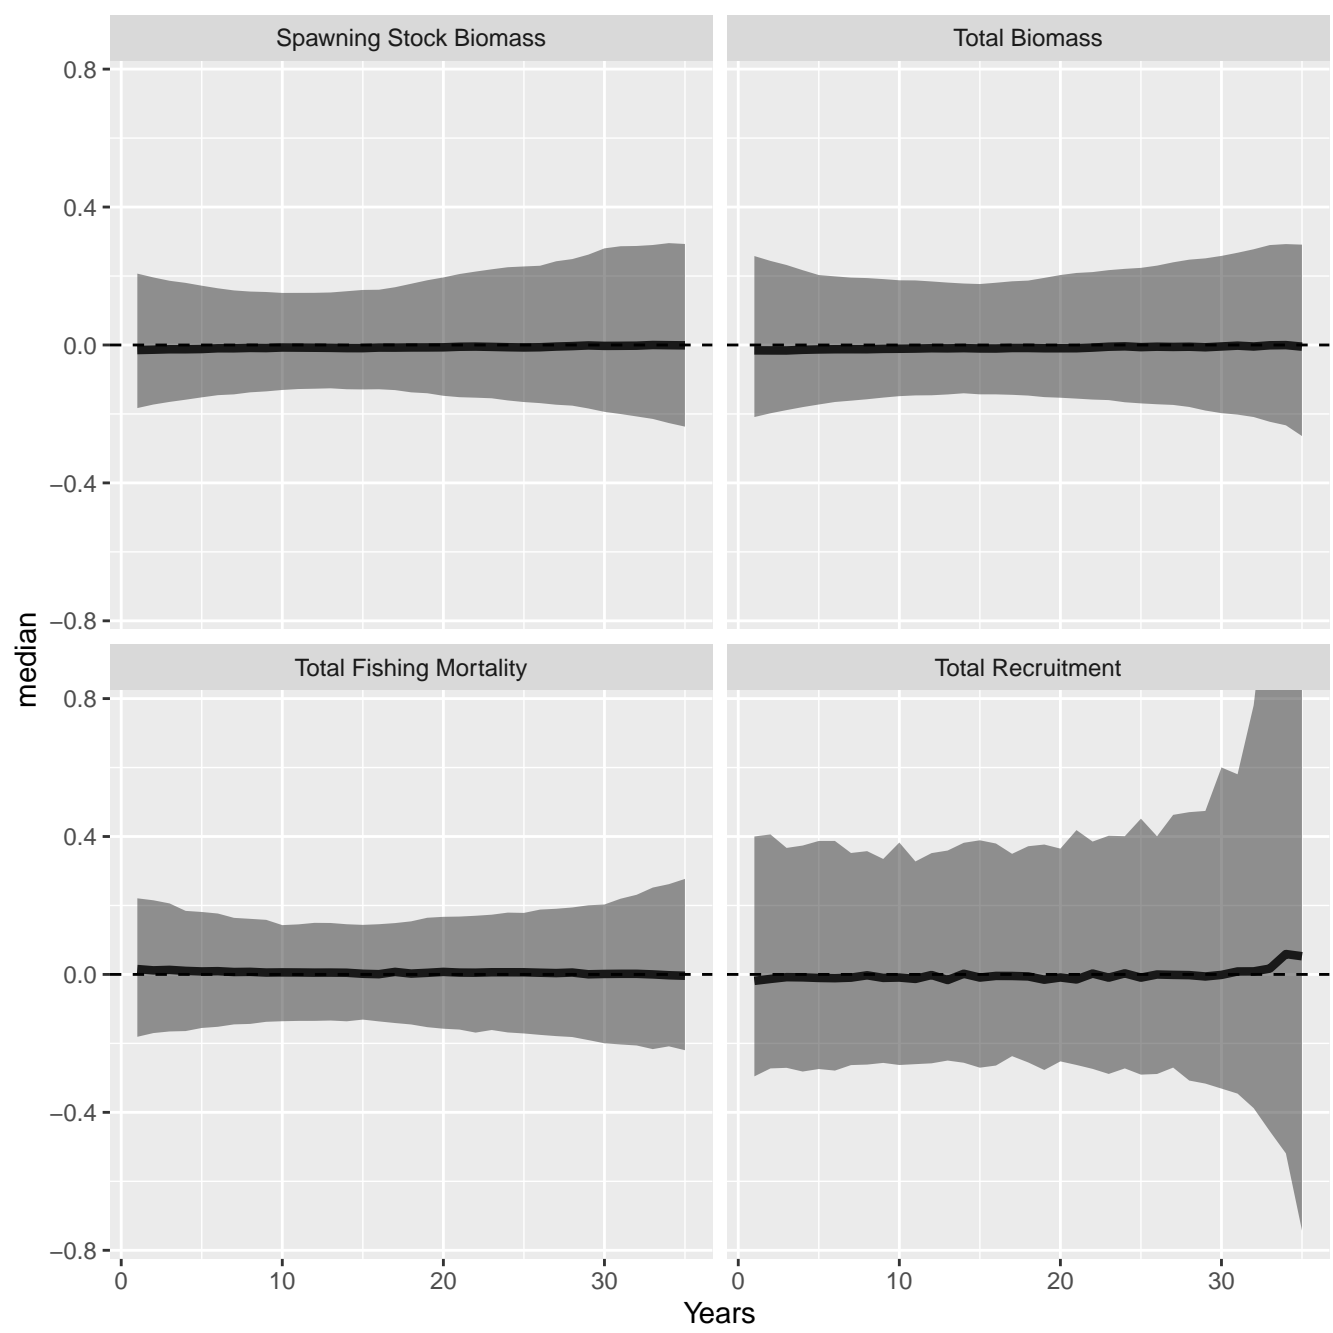 Spawning Stock Biomass
Total Biomass
0.8
0.4
0.0
−0.4
−0.8
Total Fishing Mortality
Total Recruitment
0.8
0.4
0.0
−0.4
−0.8
0 10 20 30
0 10 20 30
median
Years